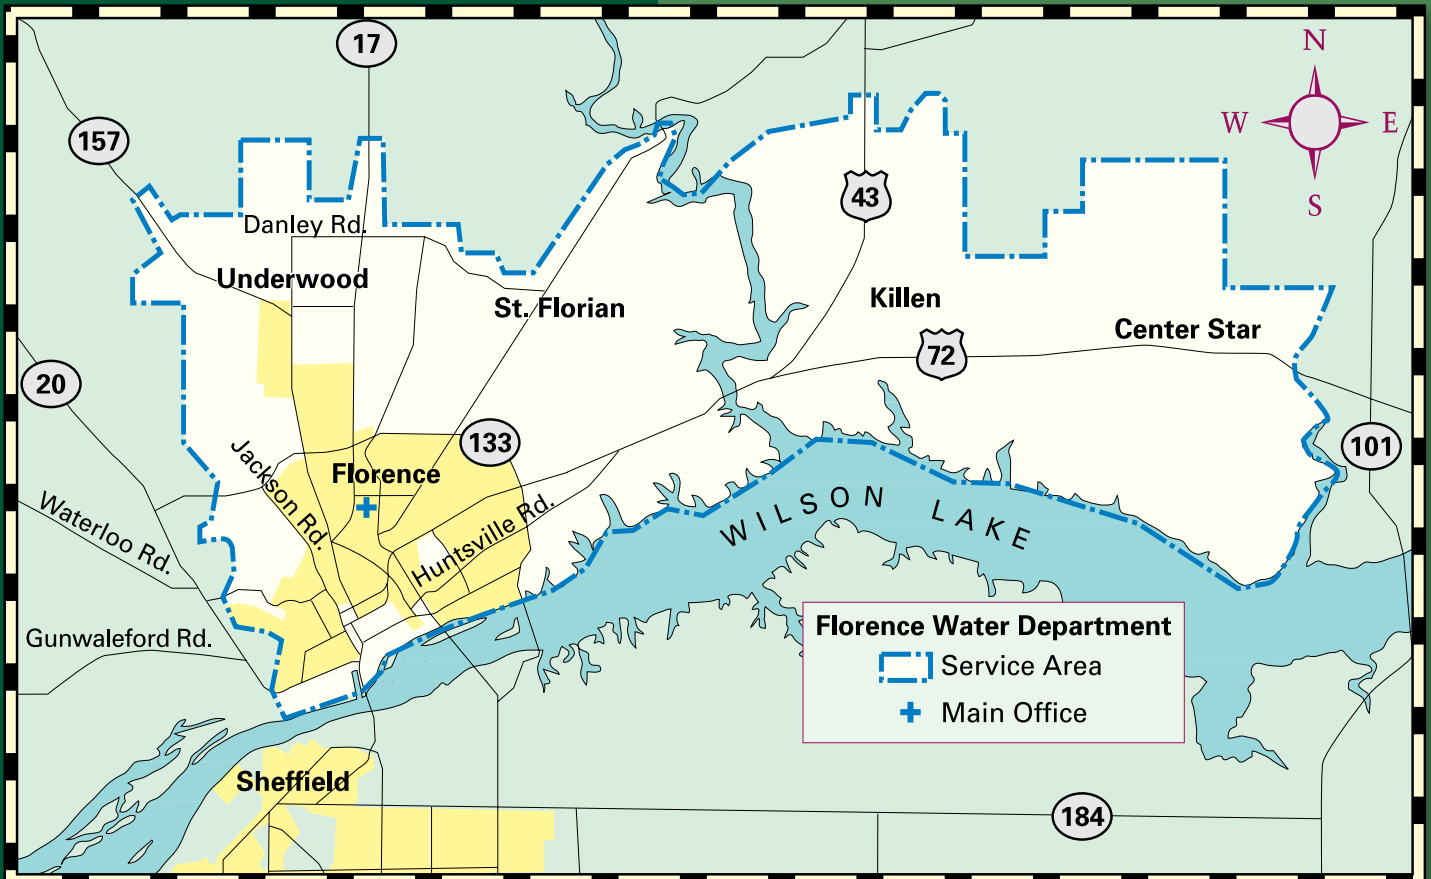 17
N
W
E
S
157
43
Danley Rd.
Underwood
St. Florian
Killen
Center Star
72
20
133
101
Florence
Jackson Rd.
Huntsville Rd.
WILSON LAKE
Waterloo Rd.
Gunwaleford Rd.
Florence Water Department
Service Area
Main Office
Sheffield
184